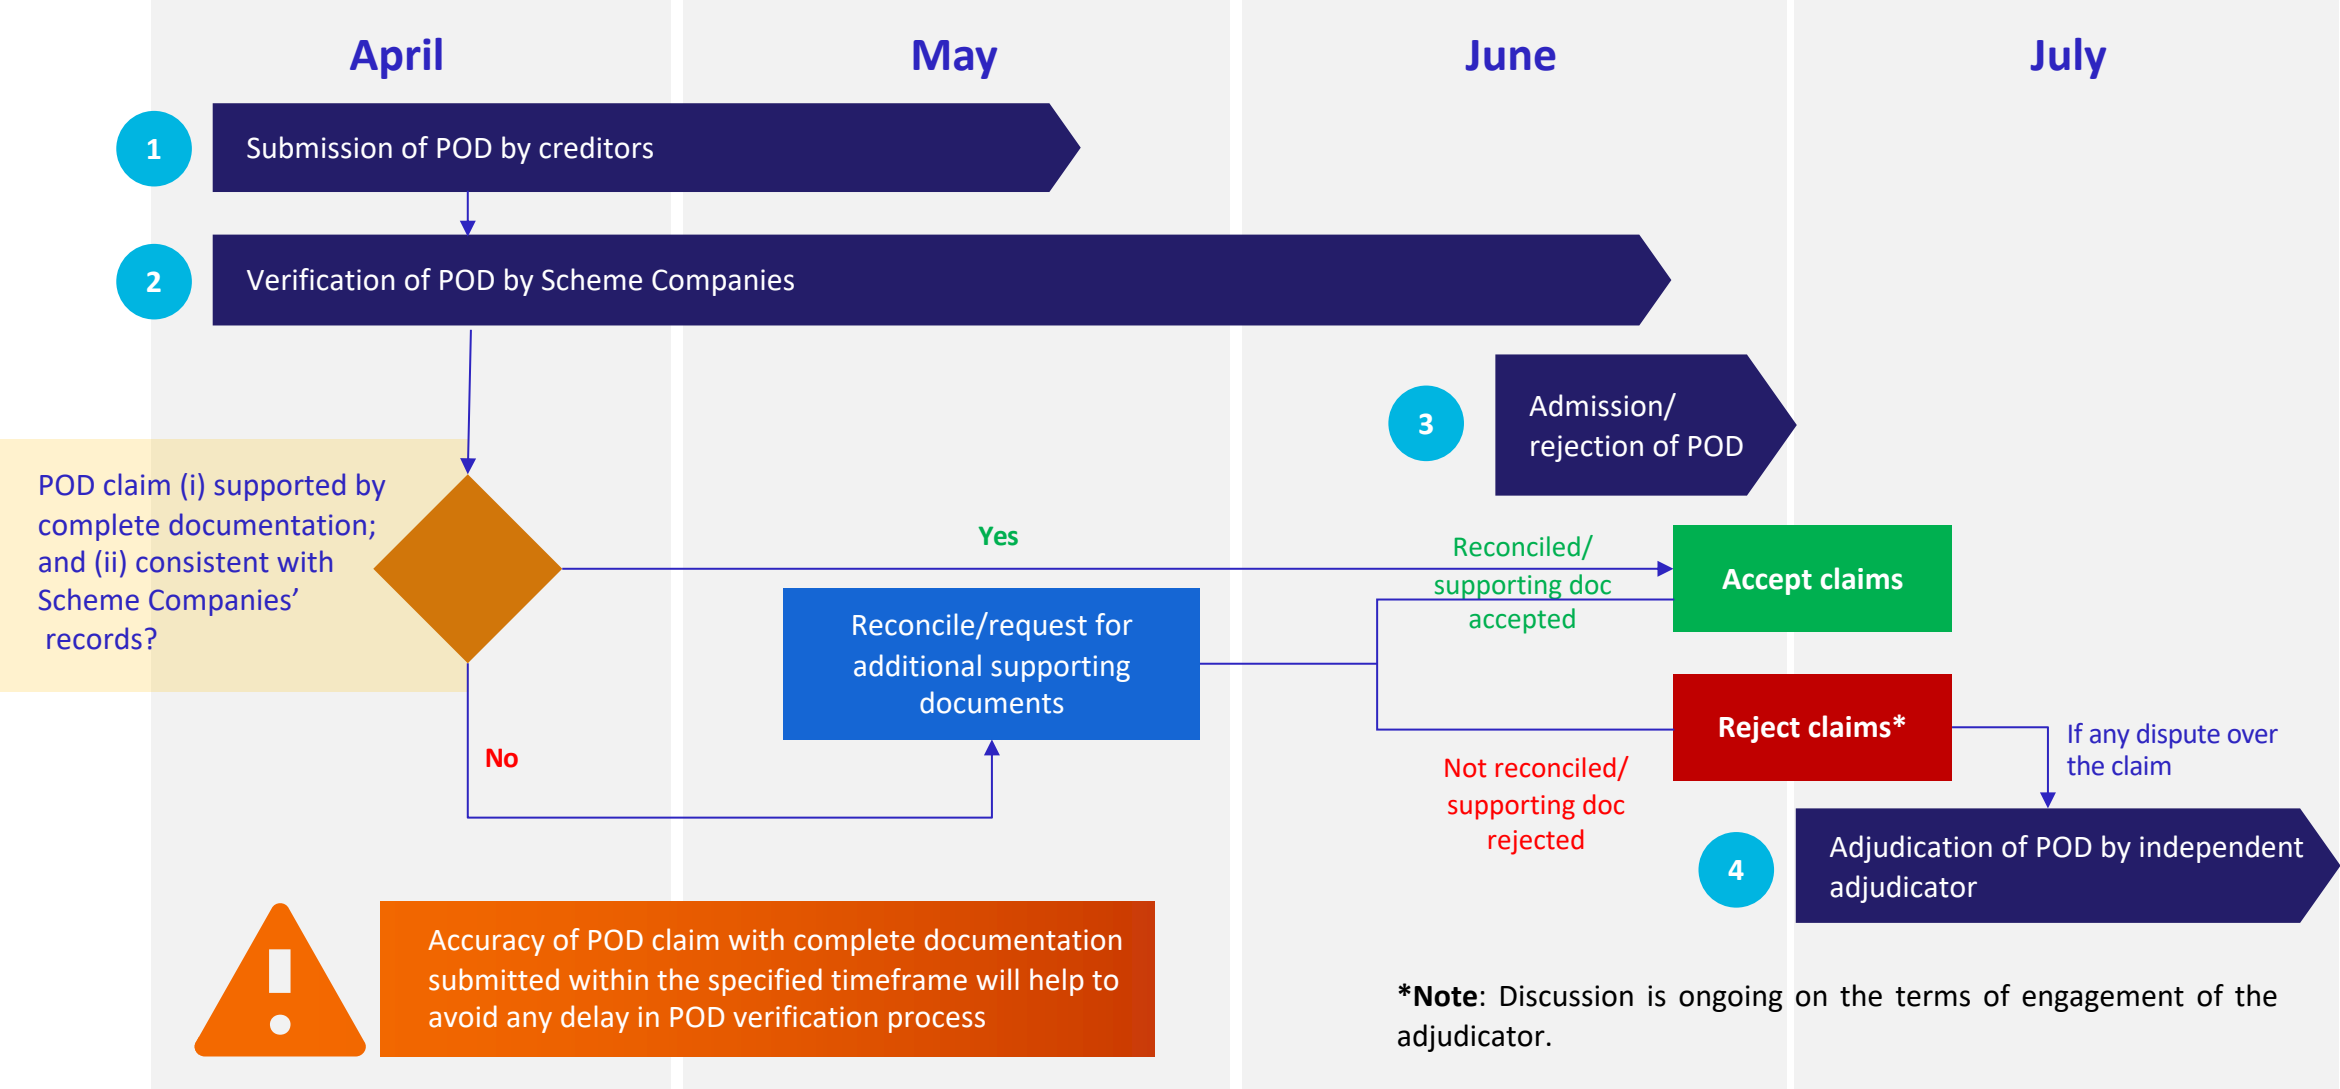 April
May
June
July
1
Submission of POD by creditors
2
Verification of POD by Scheme Companies
3
Admission/
rejection of POD
POD claim (i) supported by
complete documentation;
and (ii) consistent with
Scheme Companies’
records?
Yes
Reconciled/
supporting doc
accepted
Accept claims
Reconcile/request for
additional supporting
documents
No
Reject claims*
Not reconciled/
supporting doc
rejected
If any dispute over
the claim
4
Adjudication of POD by independent
adjudicator
Accuracy of POD claim with complete documentation
submitted within the specified timeframe will help to
avoid any delay in POD verification process
*Note: Discussion is ongoing on the terms of engagement of the
adjudicator.